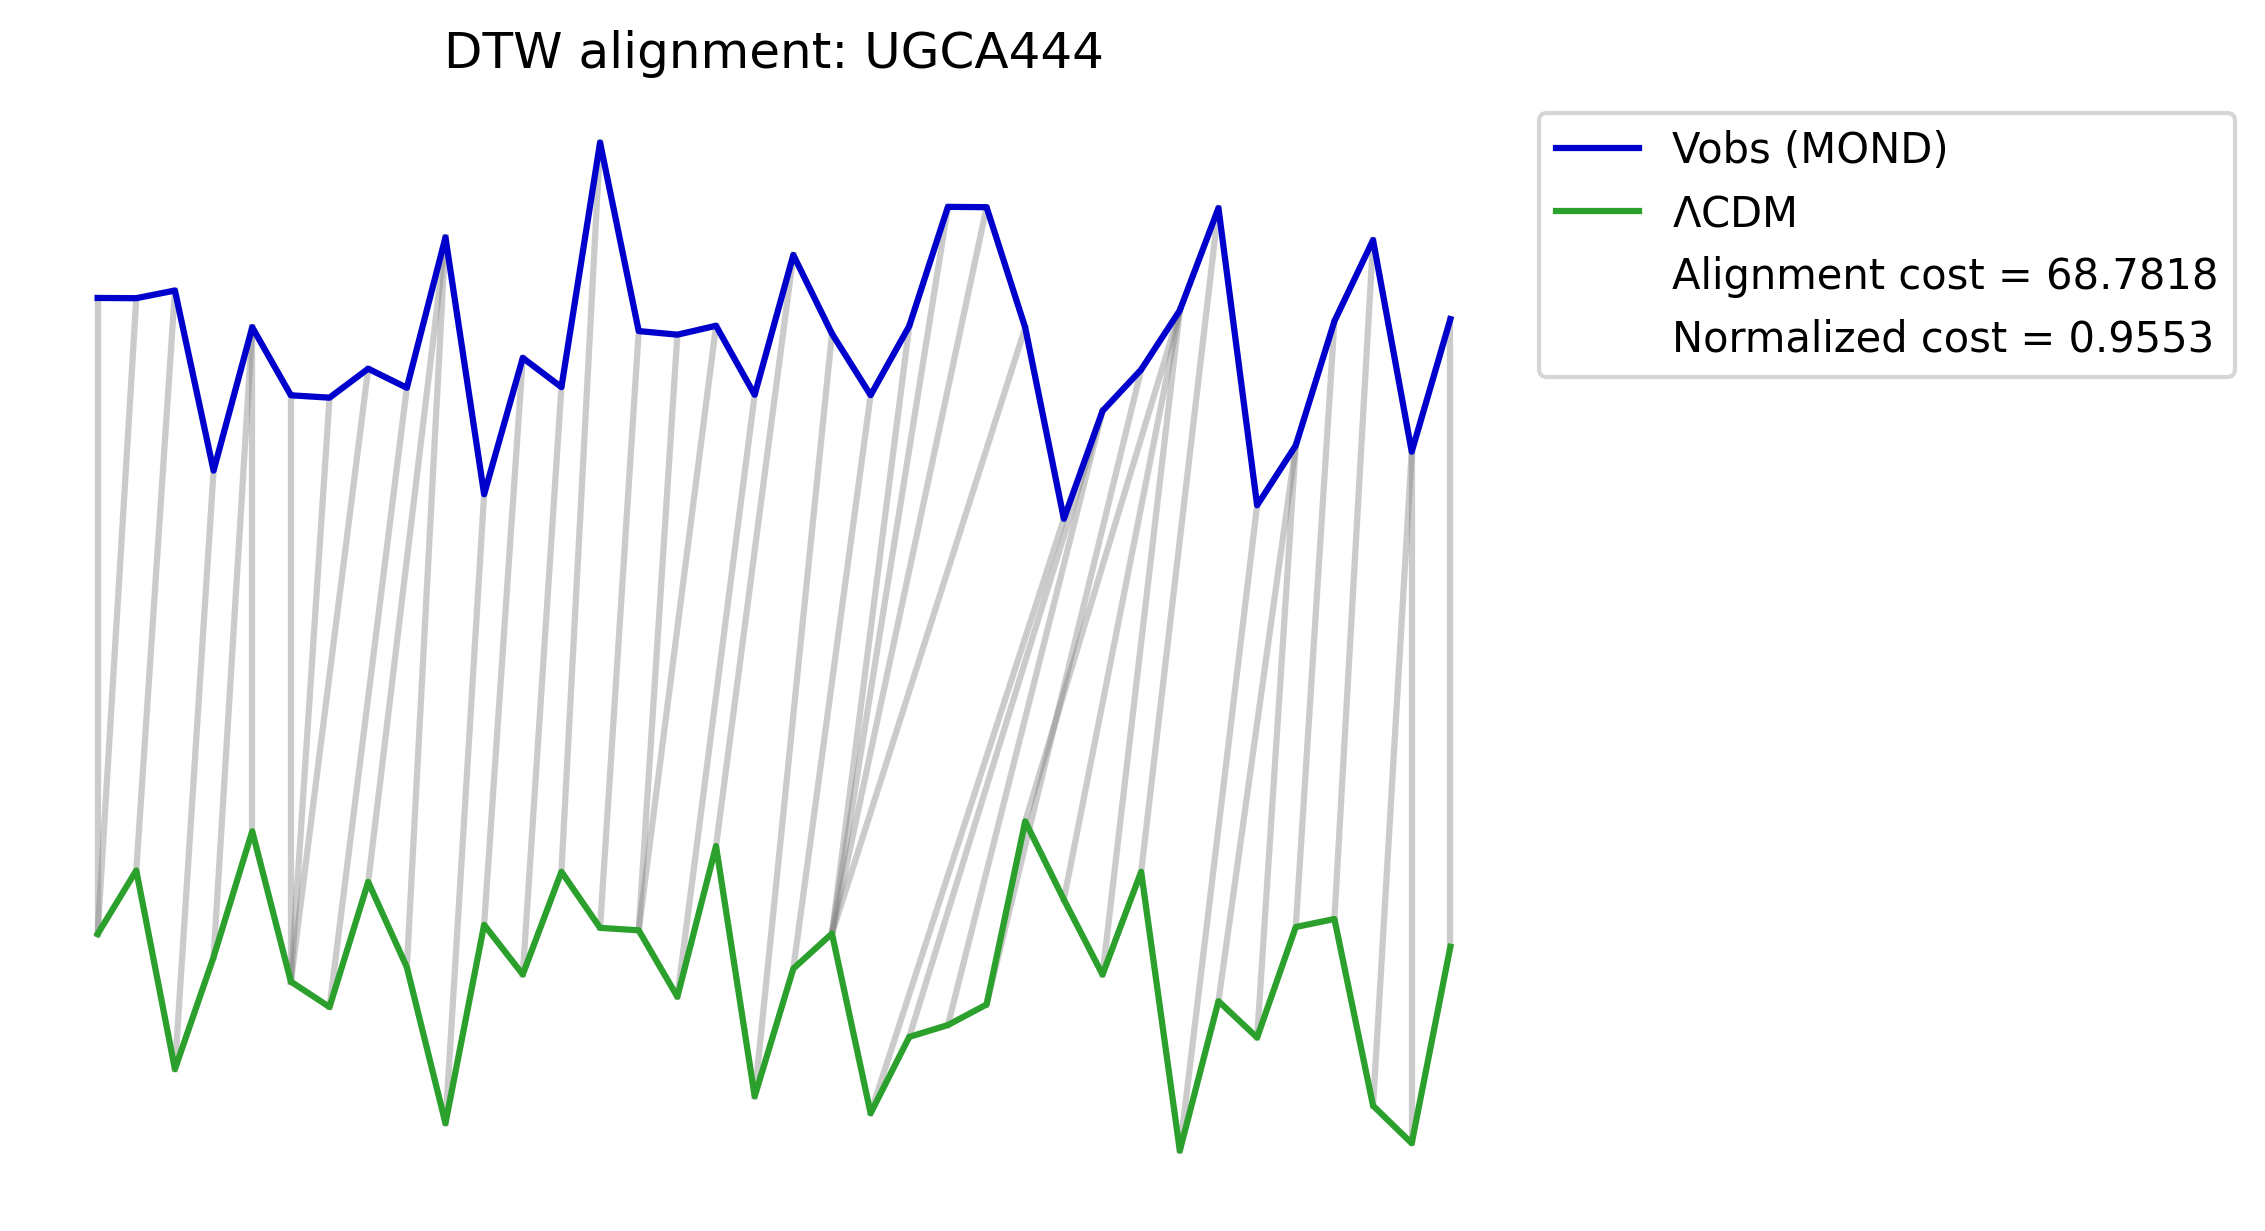 DTW alignment: UGCA444
Vobs (MOND)
ΛCDM
Alignment cost = 68.7818
Normalized cost = 0.9553